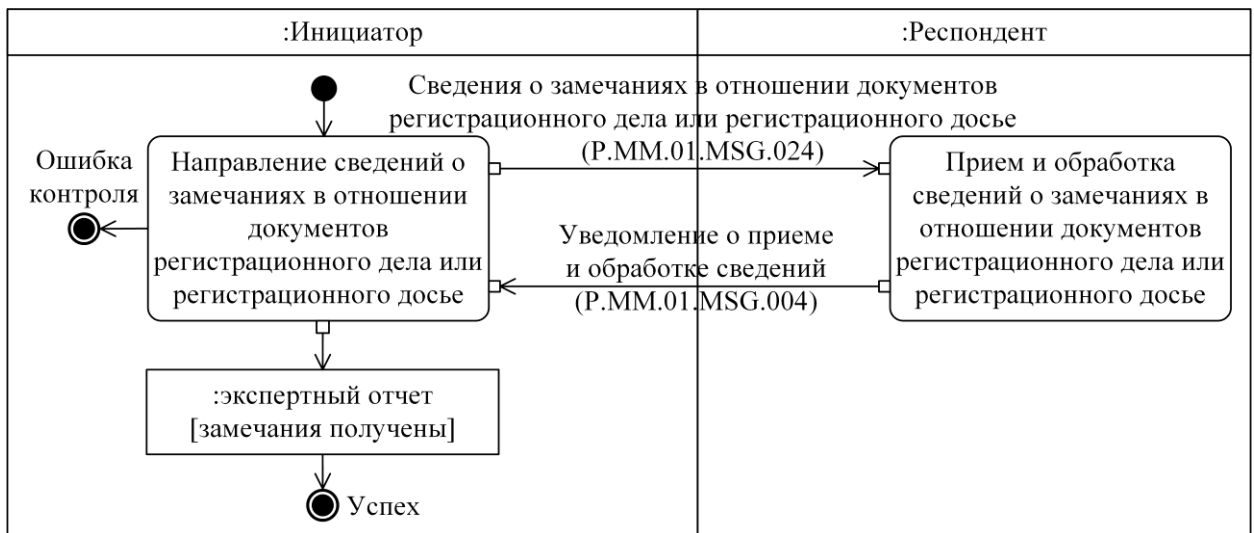 :Инициатор
:Респондент
Сведения о замечаниях в отношении документов
регистрационного дела или регистрационного досье
(P.MM.01.MSG.024)
Ошибка
контроля
Направление сведений о
замечаниях в отношении
документов
регистрационного дела или
регистрационного досье
Прием и обработка
сведений о замечаниях в
отношении документов
регистрационного дела или
регистрационного досье
Уведомление о приеме
и обработке сведений
(P.MM.01.MSG.004)
:экспертный отчет
[замечания получены]
Успех